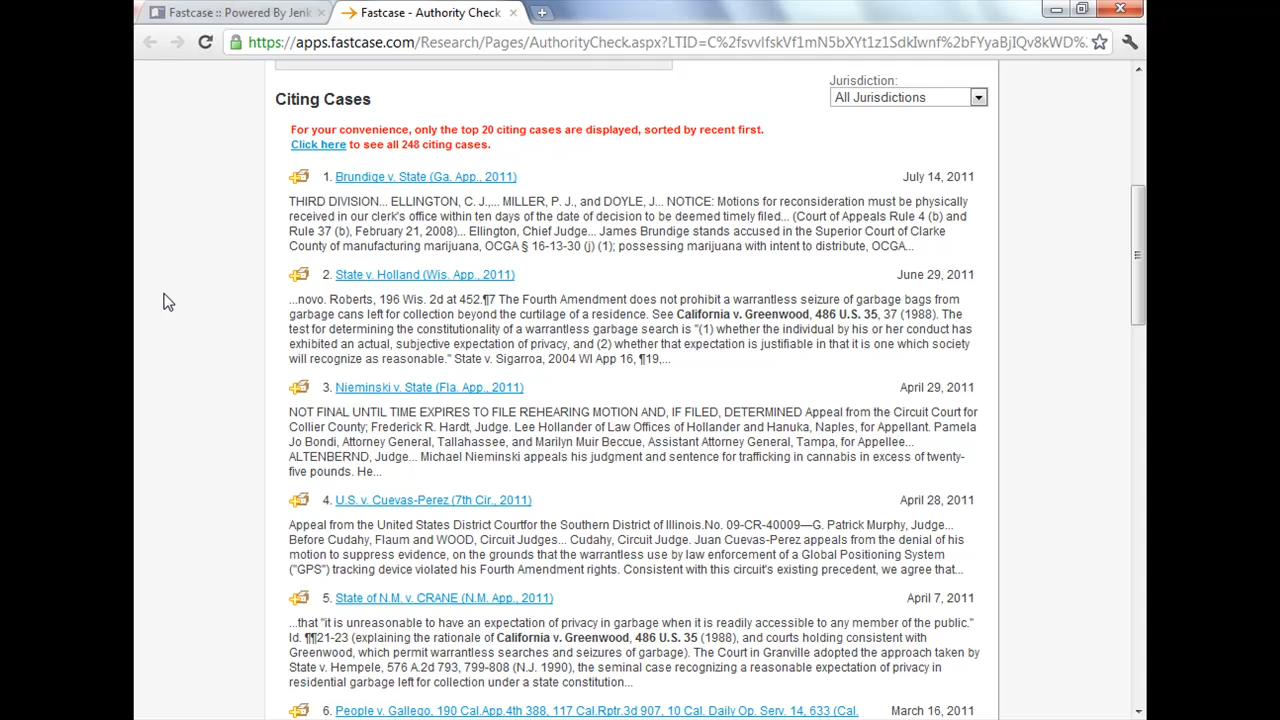 Fastcase :: Powered By Jenk
Fastcase - Authority Check
https://apps.fastcase.com/Research/Pages/AuthorityCheck.aspx?LTID=C%2fsvvlfskVf1mN5bXYt1z1SdkIwnf%2bFYyaBjIQv8kWD%.
Jurisdiction:
Citing Cases
All Jurisdictions
For your convenience, only the top 20 citing cases are displayed, sorted by recent first.
Click here to see all 248 citing cases.
1. Brundige v. State (Ga. App., 2011) July 14, 2011
THIRD DIVISION... ELLINGTON, C. J.,... MILLER, P. J., and DOYLE, J... NOTICE: Motions for reconsideration must be physically
received in our clerk's office within ten days of the date of decision to be deemed timely filed... (Court of Appeals Rule 4 (b) and
Rule 37 (b), February 21, 2008)... Ellington, Chief Judge... James Brundige stands accused in the Superior Court of Clarke
County of manufacturing marijuana, OCGA § 16-13-30 (j) (1); possessing marijuana with intent to distribute, OCGA...
2. State v. Holland (Wis. App., 2011) June 29, 2011
...novo. Roberts, 196 Wis. 2d at 452.¶7 The Fourth Amendment does not prohibit a warrantless seizure of garbage bags from
garbage cans left for collection beyond the curtilage of a residence. See California v. Greenwood, 486 U.S. 35, 37 (1988). The
test for determining the constitutionality of a warrantless garbage search is "(1) whether the individual by his or her conduct has
exhibited an actual, subjective expectation of privacy, and (2) whether that expectation is justifiable in that it is one which society
will recognize as reasonable." State v. Sigarroa, 2004 WI App 16, ¶19,...
3. Nieminski v. State (Fla. App., 2011) April 29, 2011
NOT FINAL UNTIL TIME EXPIRES TO FILE REHEARING MOTION AND, IF FILED, DETERMINED Appeal from the Circuit Court for
Collier County; Frederick R. Hardt, Judge. Lee Hollander of Law Offices of Hollander and Hanuka, Naples, for Appellant. Pamela
Jo Bondi, Attorney General, Tallahassee, and Marilyn Muir Beccue, Assistant Attorney General, Tampa, for Appellee...
ALTENBERND, Judge... Michael Nieminski appeals his judgment and sentence for trafficking in cannabis in excess of twenty-
five pounds. He...
4. U.S. v. Cuevas-Perez (7th Cir., 2011) April 28, 2011
Appeal from the United States District Courtfor the Southern District of Illinois.No. 09-CR-40009—G. Patrick Murphy, Judge...
Before Cudahy, Flaum and WOOD, Circuit Judges... Cudahy, Circuit Judge. Juan Cuevas-Perez appeals from the denial of his
motion to suppress evidence, on the grounds that the warrantless use by law enforcement of a Global Positioning System
("GPS") tracking device violated his Fourth Amendment rights. Consistent with this circuit's existing precedent, we agree that...
5. State of N.M. v. CRANE (N.M. App., 2011) April 7, 2011
...that "it is unreasonable to have an expectation of privacy in garbage when it is readily accessible to any member of the public."
Id. ¶¶21-23 (explaining the rationale of California v. Greenwood, 486 U.S. 35 (1988), and courts holding consistent with
Greenwood, which permit warrantless searches and seizures of garbage). The Court in Granville adopted the approach taken by
State v. Hempele, 576 A.2d 793, 799-808 (N.J. 1990), the seminal case recognizing a reasonable expectation of privacy in
residential garbage left for collection under a state constitution...
6. People v. Gallego, 190 Cal.App.4th 388, 117 Cal.Rptr.3d 907, 10 Cal. Daily Op. Serv. 14, 633 (Cal. March 16, 2011